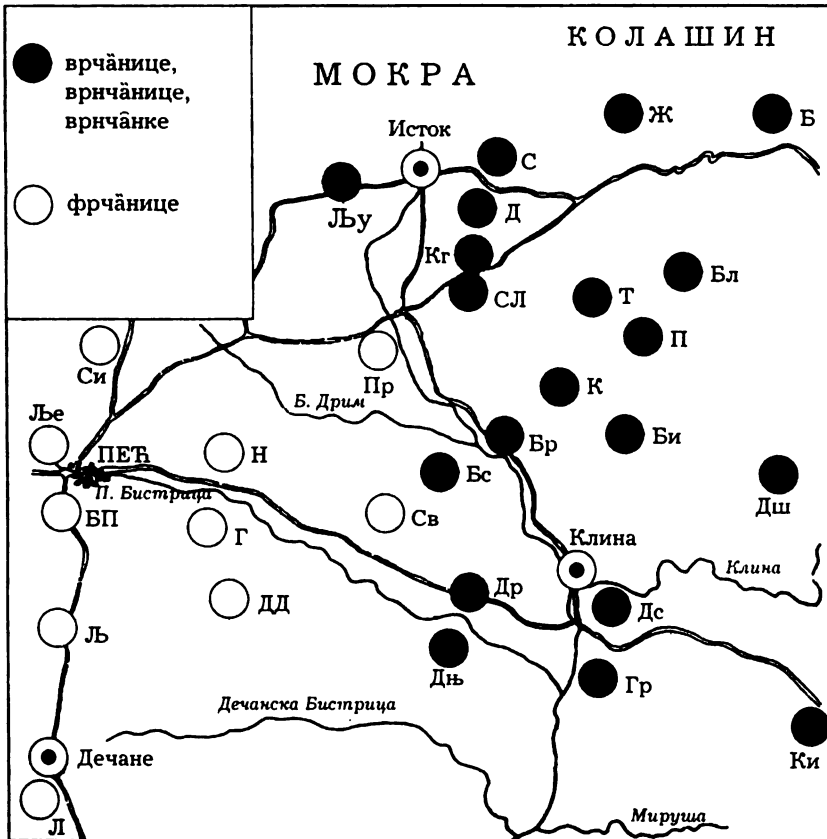 врча̏нице,
врнча̏нице,
врнча̑нке
фрча̏нице
КОЛАШИН
МОКРА
Ж
Б
Исток
С
Љу
Д
Кг
СЛ
Бл
Т
П
Си
Пр
К
Б. Дрим
Ље
ПЕЋ
Н
Бр
Би
Бс
П. Бистрица
Дш
БП
Г
Св
Клина
Клина
ДД
Др
Дс
Љ
Дњ
Гр
Дечанска Бистрица
Дечане
Ки
Л
Мируша